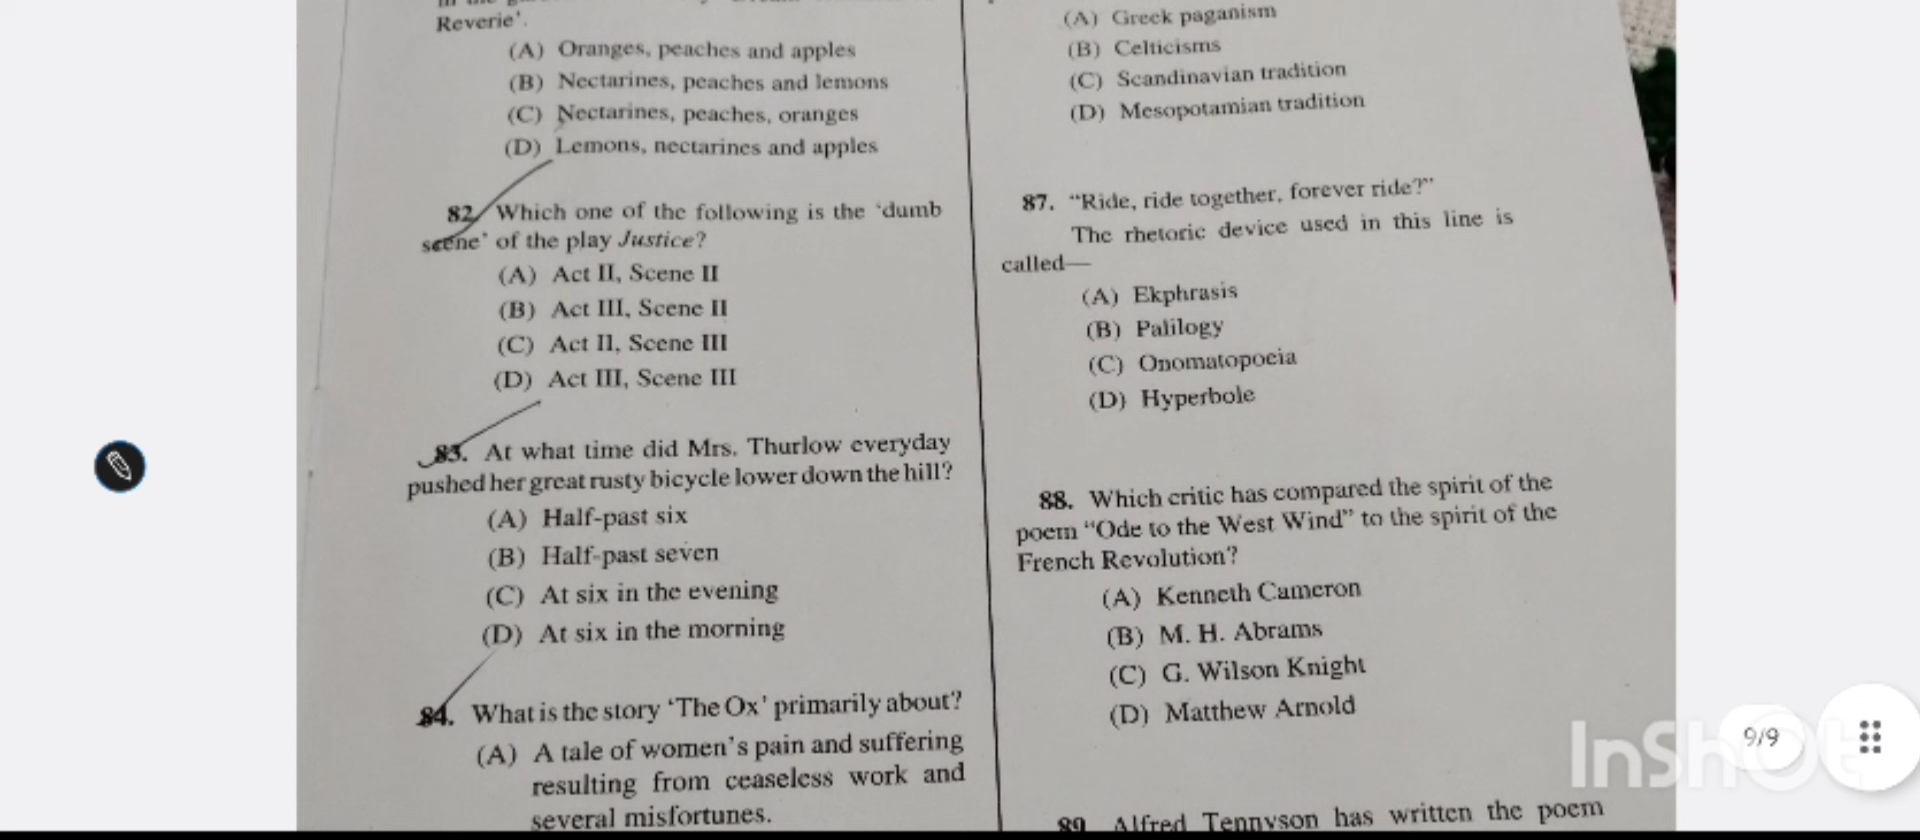 Reverie'.
(A) Oranges, peaches and apples
(B) Nectarines, peaches and lemons
(C) Nectarines, peaches, oranges
(D) Lemons, nectarines and apples
82. Which one of the following is the 'dumb
scene' of the play Justice?
(A) Act II, Scene II
(B) Act III, Scene II
(C) Act II, Scene III
(D) Act III, Scene III
83. At what time did Mrs. Thurlow everyday
pushed her great rusty bicycle lower down the hill?
(A) Half-past six
(B) Half-past seven
(C) At six in the evening
(D) At six in the morning
84. What is the story 'The Ox' primarily about?
(A) A tale of women's pain and suffering
resulting from ceaseless work and
several misfortunes.
(A) Greek paganism
(B) Celticisms
(C) Scandinavian tradition
(D) Mesopotamian tradition
87. "Ride, ride together, forever ride?"
The rhetoric device used in this line is
called—
(A) Ekphrasis
(B) Palilogy
(C) Onomatopoeia
(D) Hyperbole
88. Which critic has compared the spirit of the
poem "Ode to the West Wind" to the spirit of the
French Revolution?
(A) Kenneth Cameron
(B) M. H. Abrams
(C) G. Wilson Knight
(D) Matthew Arnold
89. Alfred Tennyson has written the poem
InShOt
9/9